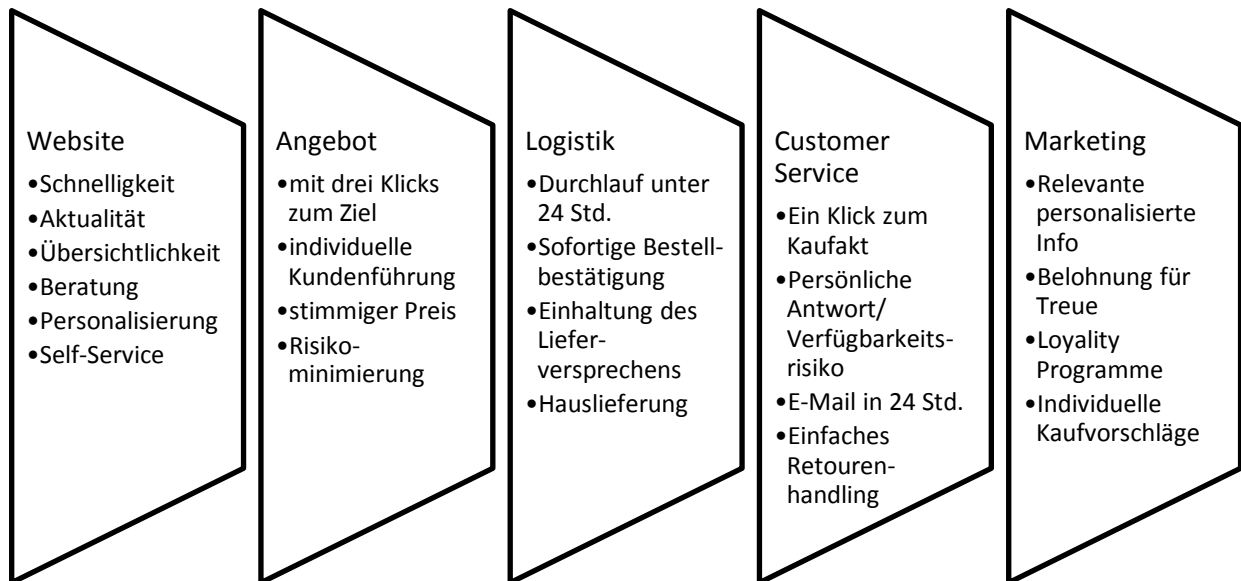 Website
•Schnelligkeit
•Aktualität
•Übersichtlichkeit
•Beratung
•Personalisierung
•Self-Service
Angebot
•mit drei Klicks
zum Ziel
•individuelle
Kundenführung
•stimmiger Preis
•Risiko-
minimierung
Logistik
•Durchlauf unter
24 Std.
•Sofortige Bestell-
bestätigung
•Einhaltung des
Liefer-
versprechens
•Hauslieferung
Customer
Service
•Ein Klick zum
Kaufakt
•Persönliche
Antwort/
Verfügbarkeits-
risiko
•E-Mail in 24 Std.
•Einfaches
Retouren-
handling
Marketing
•Relevante
personalisierte
Info
•Belohnung für
Treue
•Loyality
Programme
•Individuelle
Kaufvorschläge